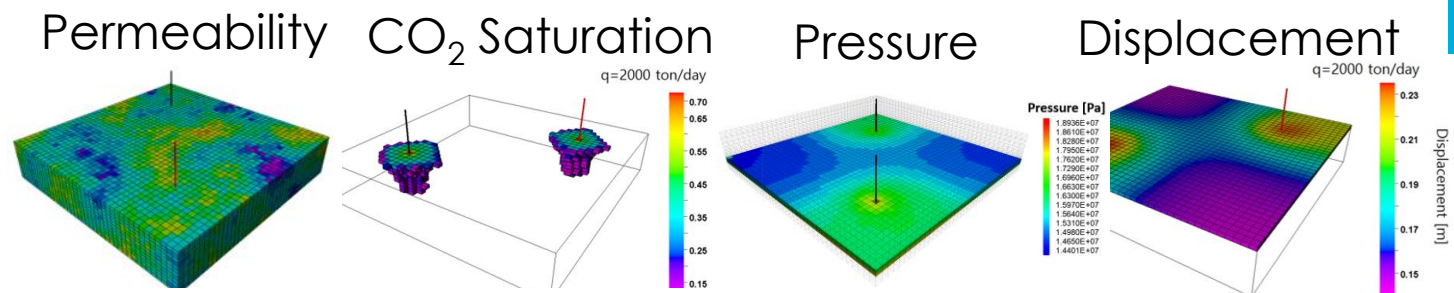 Permeability
CO₂ Saturation
q=2000 ton/day
0.70
0.65
0.55
0.45
0.35
0.25
0.15
Pressure
Pressure [Pa]
1.8936E+07
1.8610E+07
1.8280E+07
1.7950E+07
1.7620E+07
1.7290E+07
1.6960E+07
1.6630E+07
1.6300E+07
1.5970E+07
1.5640E+07
1.5310E+07
1.4980E+07
1.4650E+07
1.4401E+07
Displacement
q=2000 ton/day
0.23
0.21
0.19
0.17
0.15
Displacement [m]